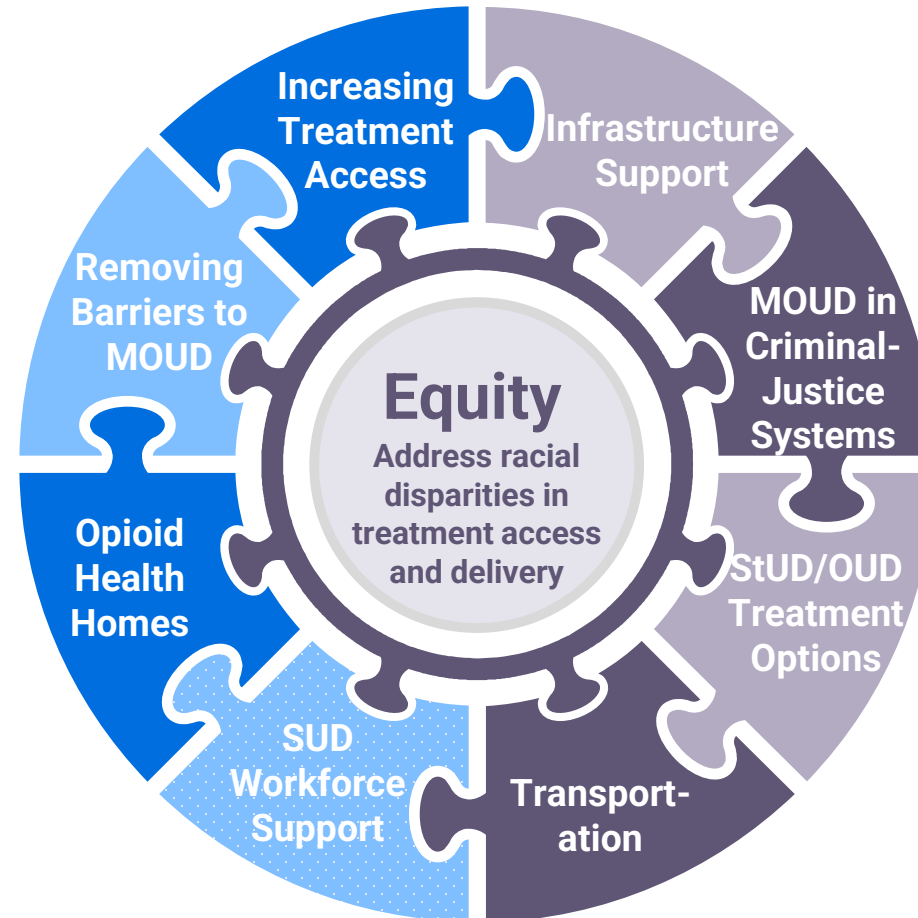 Increasing
Treatment
Access
Infrastructure
Support
MOUD in
Criminal-
Justice
Systems
StUD/OUD
Treatment
Options
Transport-
ation
SUD
Workforce
Support
Opioid
Health
Homes
Removing
Barriers to
MOUD
Equity
Address racial
disparities in
treatment access
and delivery